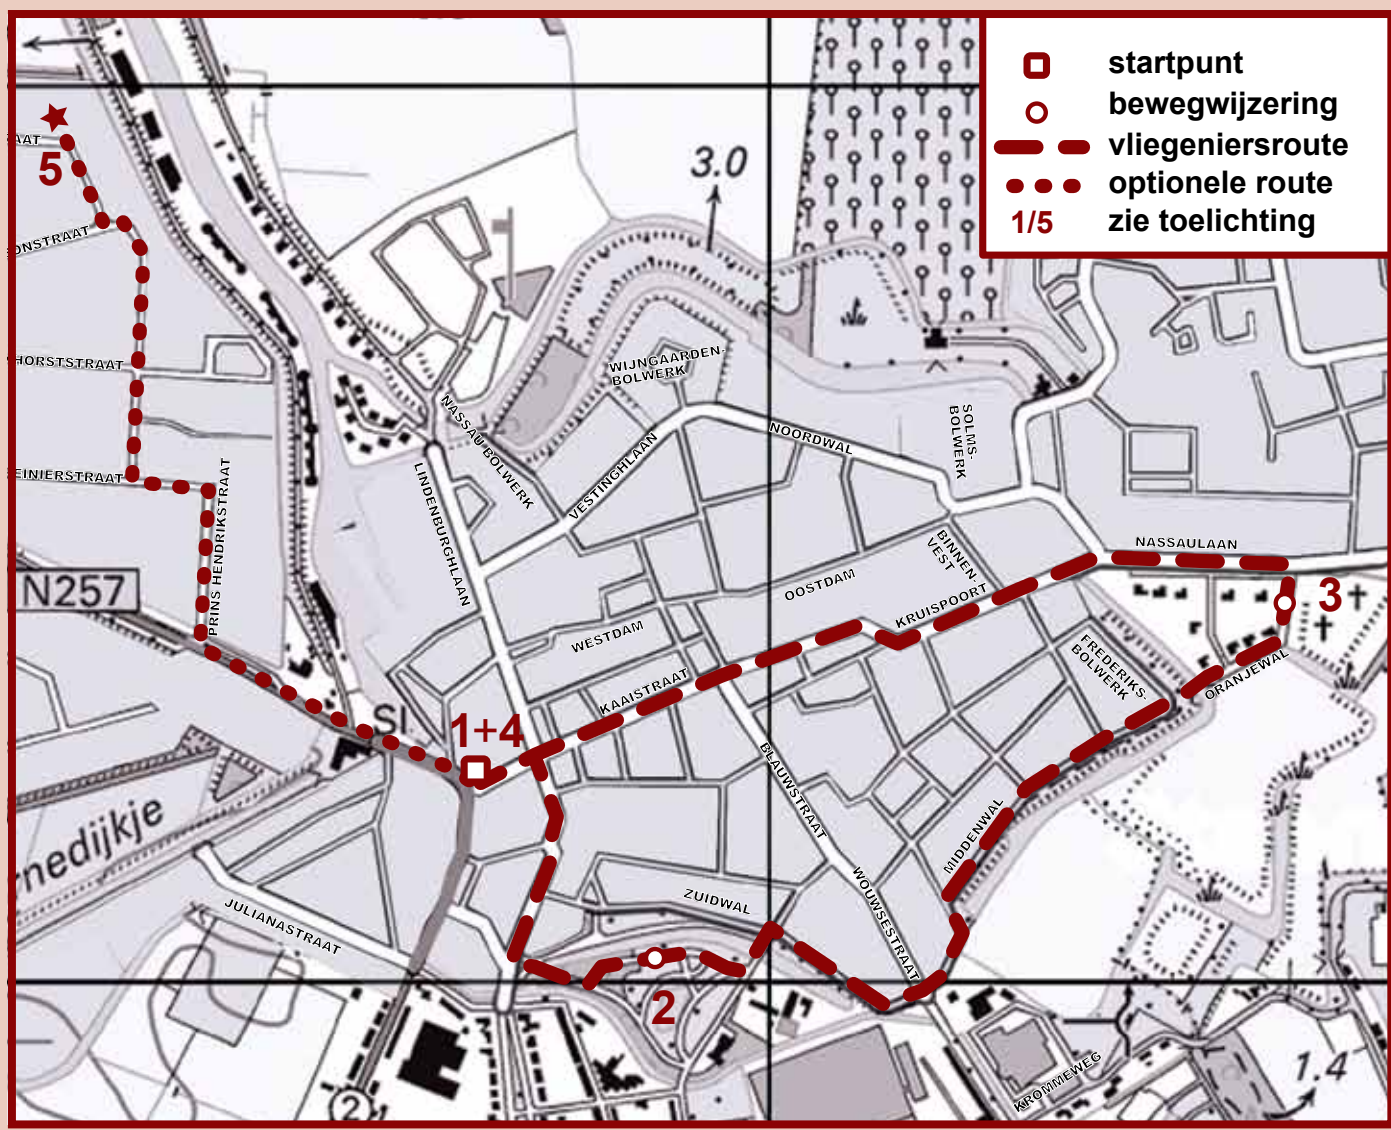 startpunt
bewegwijzering
vliegeniersroute
optionele route
1/5 zie toelichting
3.0
AAT
5
ONSTRAAT
HORSTSTRAAT
EINIERSTRAAT
PRINS HENDRIKSTRAAT
N257
WIJNGAARDEN-
BOLWERK
NASSAU BOLWERK
LINDENBURGHLAAN
VESTINGHLAAN
NOORDWAL
SOLMS-
BOLWERK
NASSAULAAN
BINNEN-
VEST
OOSTDAM
KRUISPOORT
WESTDAM
KAAISTRAAT
3
FREDERIKS-
BOLWERK
ORANJEWAL
SL
1+4
BLAUWSTRAAT
MIDDENWAL
nedijkje
WOUWSESTRAAT
ZUIDWAL
JULIANASTRAAT
2
KROMMEWEG
1.4
2